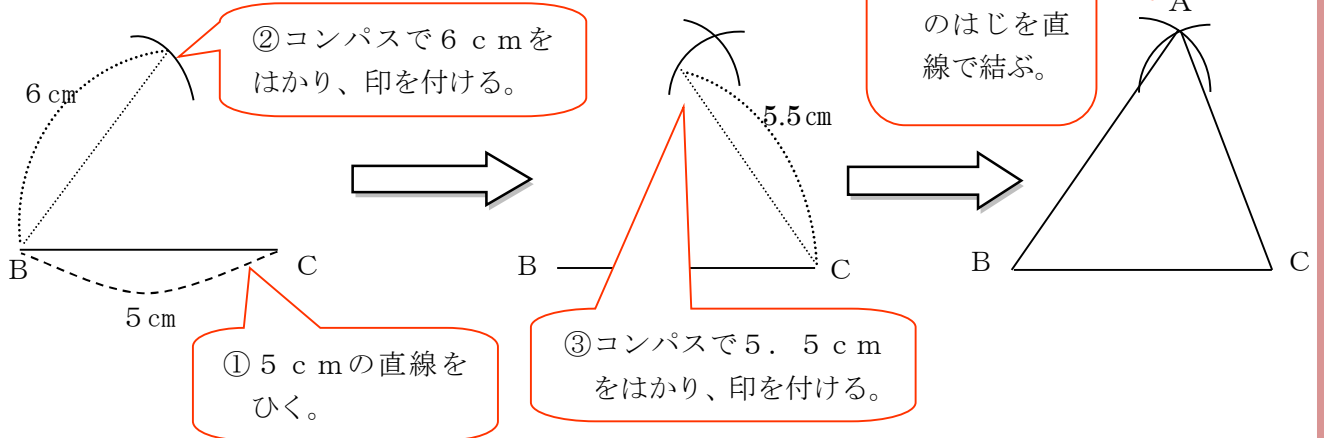 ②コンパスで６ｃｍを
はかり、印を付ける。
６㎝
B
C
５㎝
①５ｃｍの直線を
ひく。
5.5㎝
B
C
③コンパスで５．５ｃｍ
をはかり、印を付ける。
のはじを直
線で結ぶ。
A
B
C